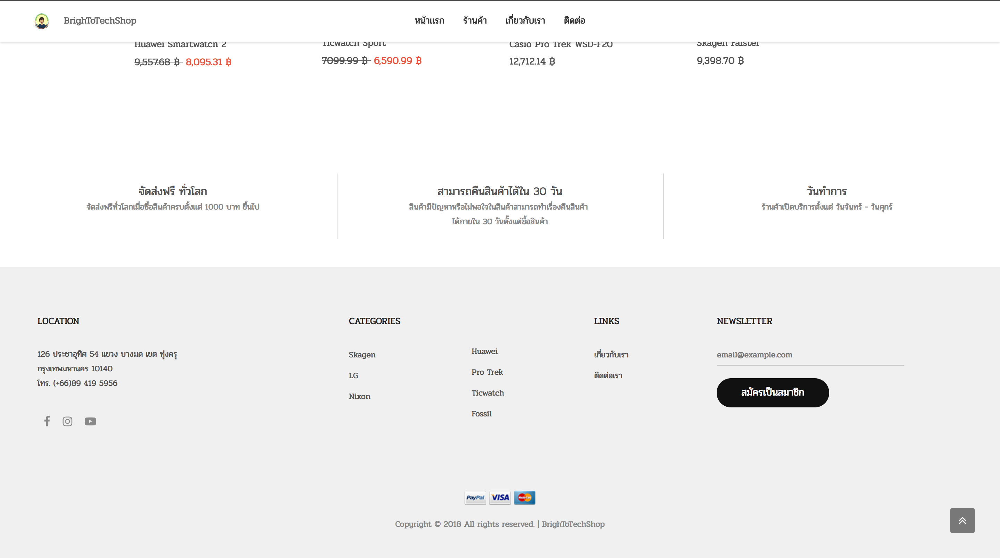 BrighToTechShop
หน้าแรก ร้านค้า เกี่ยวกับเรา ติดต่อ
Huawei Smartwatch 2
9,557.68 ฿ 8,095.31 ฿
Ticwatch Sport
7099.99 ฿ 6,590.99 ฿
Casio Pro Trek WSD-F20
12,712.14 ฿
Skagen Falster
9,398.70 ฿
จัดส่งฟรี ทั่วโลก
จัดส่งฟรีทั่วโลกเมื่อซื้อสินค้าครบตั้งแต่ 1000 บาท ขึ้นไป
สามารถคืนสินค้าได้ใน 30 วัน
สินค้ามีปัญหาหรือไม่พอใจในสินค้าสามารถทำเรื่องคืนสินค้า
ได้ภายใน 30 วันตั้งแต่ซื้อสินค้า
วันทำการ
ร้านค้าเปิดบริการตั้งแต่ วันจันทร์ - วันศุกร์
LOCATION
126 ประชาอุทิศ 54 แขวง บางมด เขต ทุ่งครุ
กรุงเทพมหานคร 10140
โทร. (+66)89 419 5956
CATEGORIES
Skagen
LG
Nixon
Huawei
Pro Trek
Ticwatch
Fossil
LINKS
เกี่ยวกับเรา
ติดต่อเรา
NEWSLETTER
email@example.com
สมัครเป็นสมาชิก
PayPal VISA MasterCard
Copyright © 2018 All rights reserved. | BrighToTechShop